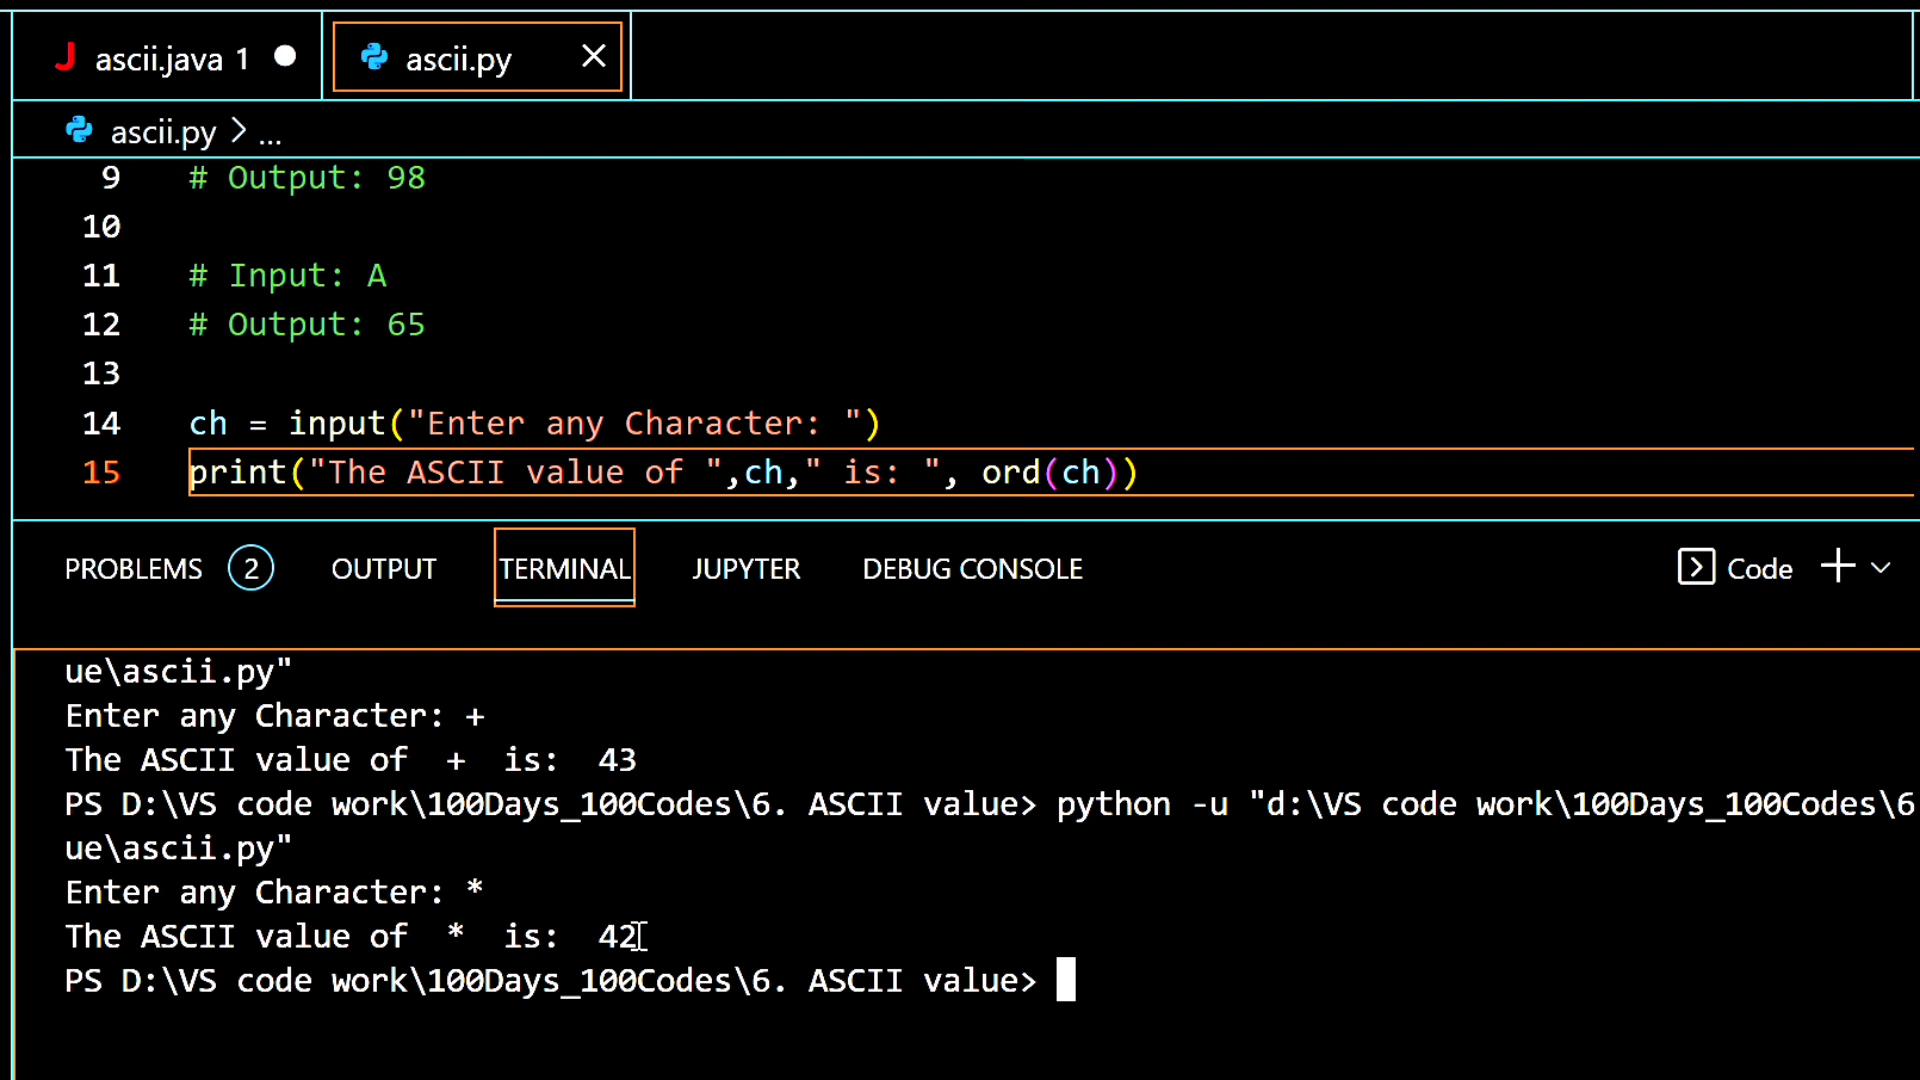 J ascii.java 1 ascii.py
ascii.py > ...
9 # Output: 98
10
11 # Input: A
12 # Output: 65
13
14 ch = input("Enter any Character: ")
15 print("The ASCII value of ",ch," is: ", ord(ch))
PROBLEMS 2 OUTPUT TERMINAL JUPYTER DEBUG CONSOLE Code
ue\ascii.py"
Enter any Character: +
The ASCII value of  +  is:  43
PS D:\VS code work\100Days_100Codes\6. ASCII value> python -u "d:\VS code work\100Days_100Codes\6
ue\ascii.py"
Enter any Character: *
The ASCII value of  *  is:  42
PS D:\VS code work\100Days_100Codes\6. ASCII value>